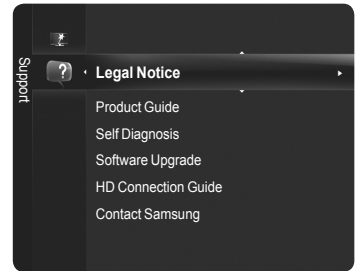 Support
Legal Notice
Product Guide
Self Diagnosis
Software Upgrade
HD Connection Guide
Contact Samsung